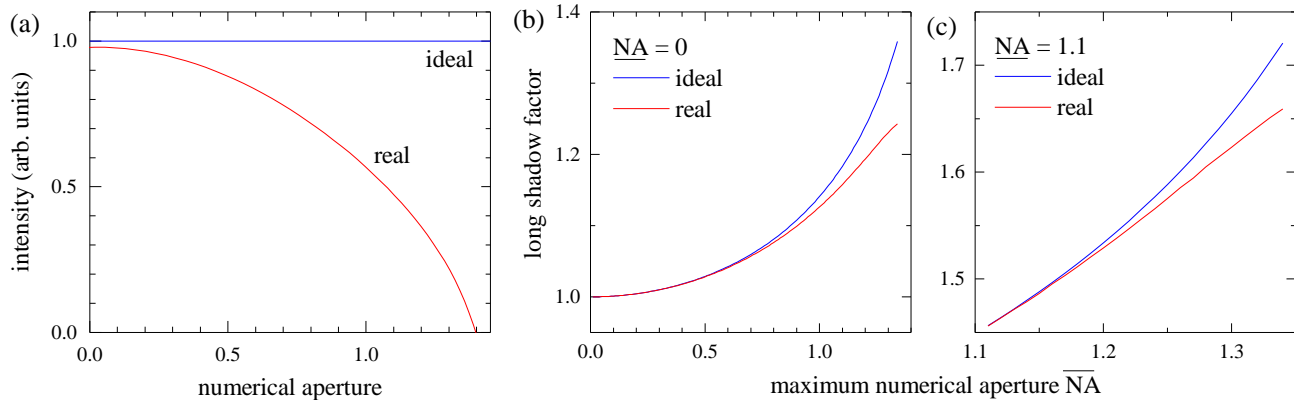 (a)
1.0
0.5
0.0
intensity (arb. units)
ideal
real
0.0 0.5 1.0
numerical aperture
(b)
1.4
1.3
1.2
1.0
long shadow factor
NA = 0
ideal
real
0.0 0.5 1.0
(c)
1.7
1.6
1.5
NA = 1.1
ideal
real
1.1 1.2 1.3
maximum numerical aperture N̅A̅